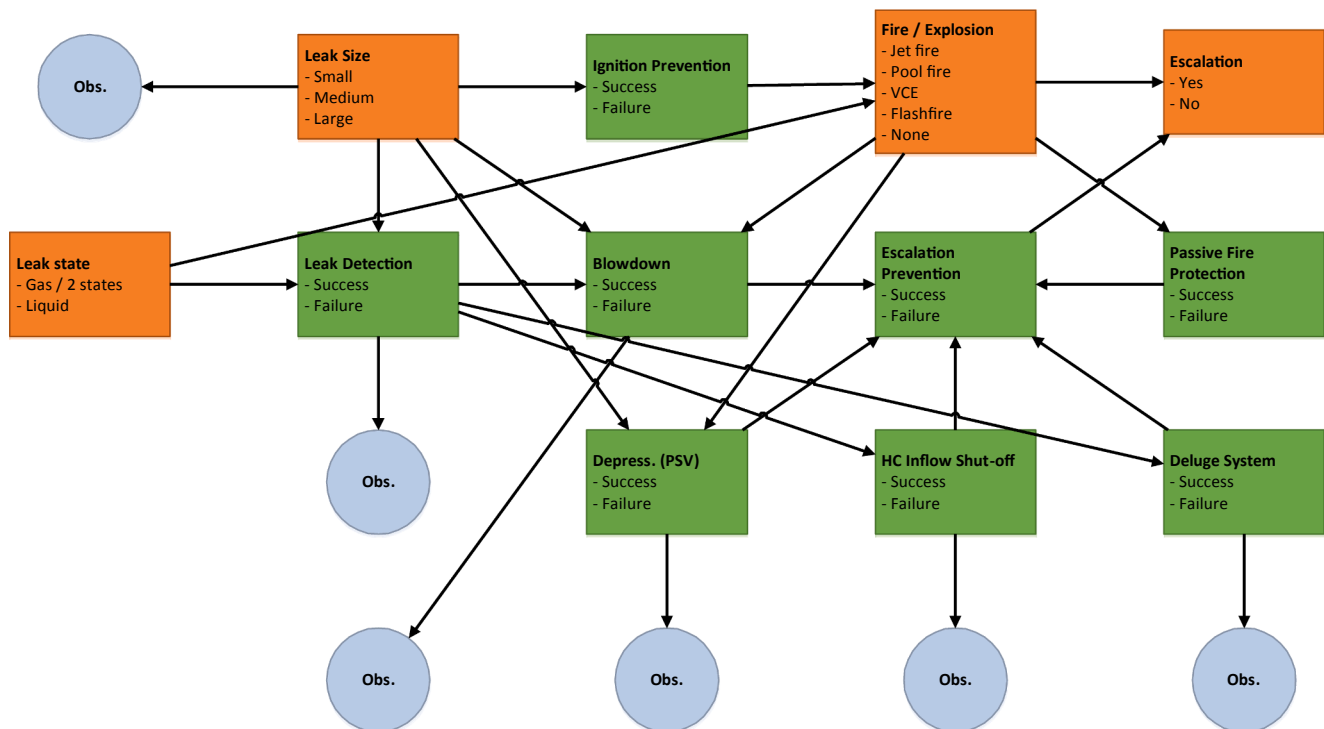 Obs.
Leak Size
- Small
- Medium
- Large
Ignition Prevention
- Success
- Failure
Fire / Explosion
- Jet fire
- Pool fire
- VCE
- Flashfire
- None
Escalation
- Yes
- No
Leak state
- Gas / 2 states
- Liquid
Leak Detection
- Success
- Failure
Blowdown
- Success
- Failure
Escalation
Prevention
- Success
- Failure
Passive Fire
Protection
- Success
- Failure
Obs.
Depress. (PSV)
- Success
- Failure
HC Inflow Shut-off
- Success
- Failure
Deluge System
- Success
- Failure
Obs.
Obs.
Obs.
Obs.